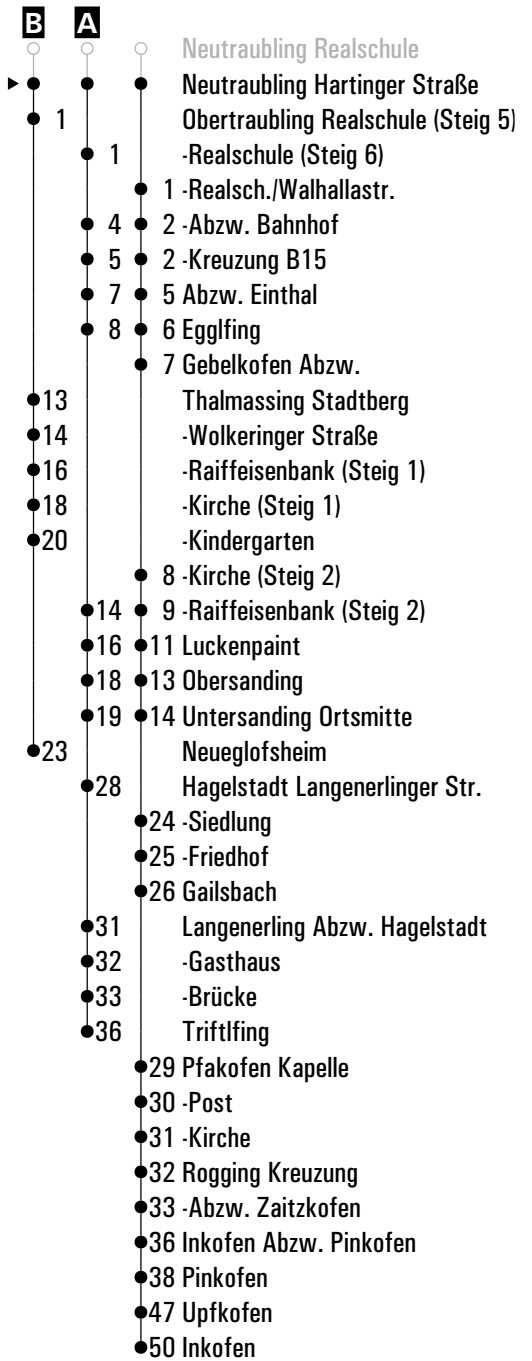 B A
Neutraubling Realschule
Neutraubling Hartinger Straße
1 Obertraubling Realschule (Steig 5)
1 -Realschule (Steig 6)
1 -Realsch./Walhallastr.
4 2 -Abzw. Bahnhof
5 2 -Kreuzung B15
7 5 Abzw. Einthal
8 6 Egglfing
7 Gebelkofen Abzw.
13 Thalmassing Stadtberg
14 -Wolkeringer Straße
16 -Raiffeisenbank (Steig 1)
18 -Kirche (Steig 1)
20 -Kindergarten
8 -Kirche (Steig 2)
14 9 -Raiffeisenbank (Steig 2)
16 11 Luckenpaint
18 13 Obersanding
19 14 Untersanding Ortsmitte
23 Neueglofsheim
28 Hagelstadt Langenerlinger Str.
24 -Siedlung
25 -Friedhof
26 Gailsbach
31 Langenerling Abzw. Hagelstadt
32 -Gasthaus
33 -Brücke
36 Triftlfing
29 Pfakofen Kapelle
30 -Post
31 -Kirche
32 Rogging Kreuzung
33 -Abzw. Zaitzkofen
36 Inkofen Abzw. Pinkofen
38 Pinkofen
47 Upfkofen
50 Inkofen